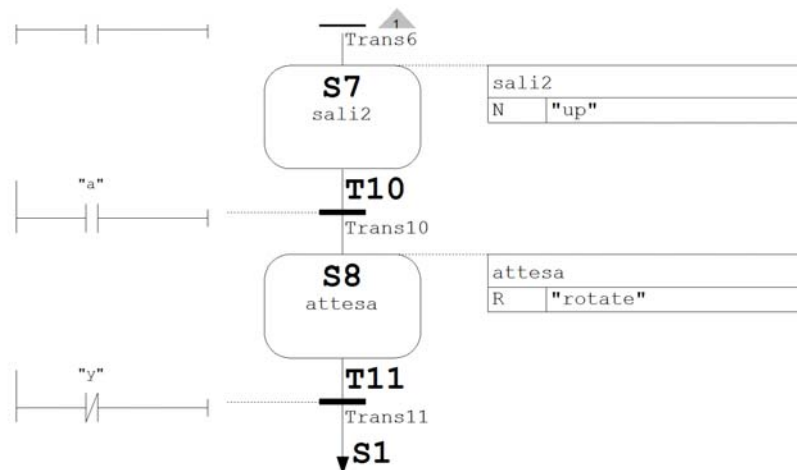 1
Trans6
S7
sali2
sali2
N "up"
"a"
T10
Trans10
S8
attesa
attesa
R "rotate"
"y"
T11
Trans11
S1